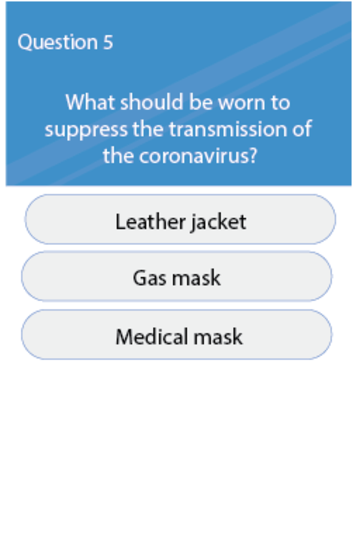 Question 5
What should be worn to
suppress the transmission of
the coronavirus?
Leather jacket
Gas mask
Medical mask